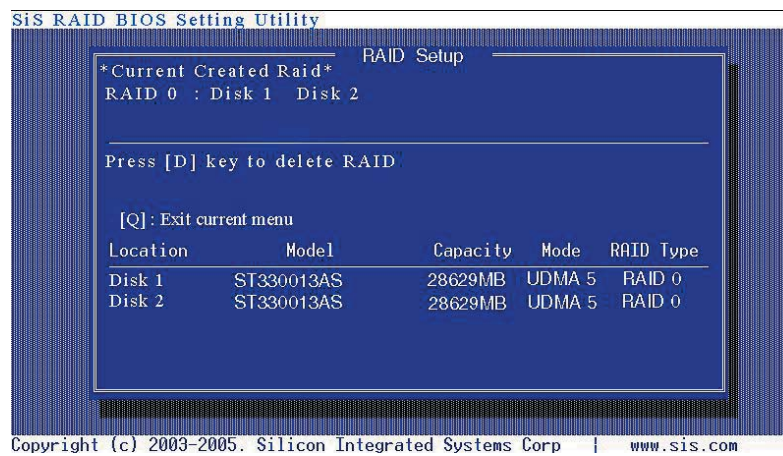 SiS RAID BIOS Setting Utility
RAID Setup
*Current Created Raid*
RAID 0 : Disk 1 Disk 2
Press [D] key to delete RAID
[Q] : Exit current menu
Location Model Capacity Mode RAID Type
Disk 1 ST330013AS 28629MB UDMA 5 RAID 0
Disk 2 ST330013AS 28629MB UDMA 5 RAID 0
Copyright (c) 2003-2005. Silicon Integrated Systems Corp | www.sis.com